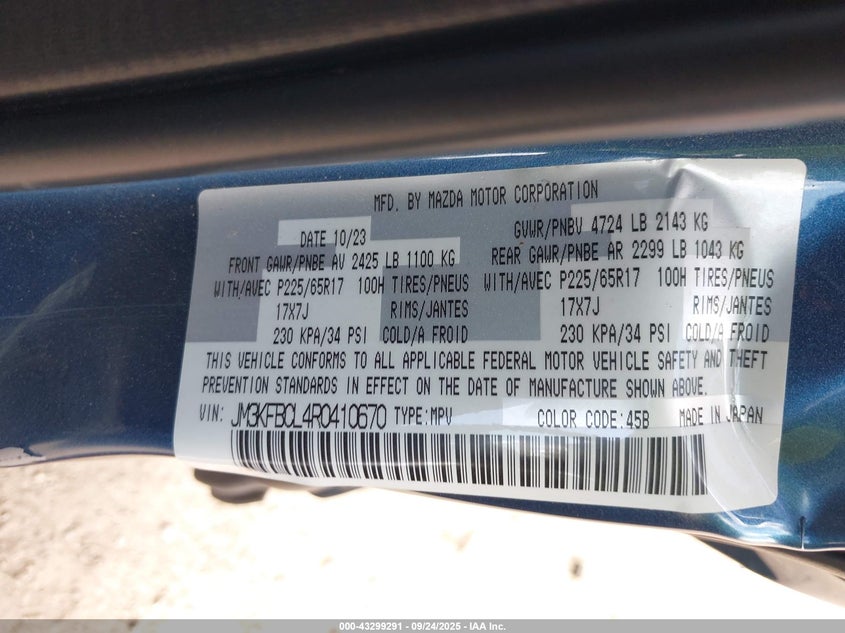 MFD. BY MAZDA MOTOR CORPORATION
DATE 10/23 GVWR/PNBV 4724 LB 2143 KG
FRONT GAWR/PNBE AV 2425 LB 1100 KG REAR GAWR/PNBE AR 2299 LB 1043 KG
WITH/AVEC P225/65R17 100H TIRES/PNEUS WITH/AVEC P225/65R17 100H TIRES/PNEUS
17X7J RIMS/JANTES 17X7J RIMS/JANTES
230 KPA/34 PSI COLD/A FROID 230 KPA/34 PSI COLD/A FROID
THIS VEHICLE CONFORMS TO ALL APPLICABLE FEDERAL MOTOR VEHICLE SAFETY AND THEFT
PREVENTION STANDARDS IN EFFECT ON THE DATE OF MANUFACTURE SHOWN ABOVE.
VIN: JM3KFBCL4R0410670 TYPE:MPV COLOR CODE:45B MADE IN JAPAN
000-43299291 - 09/24/2025 - IAA Inc.